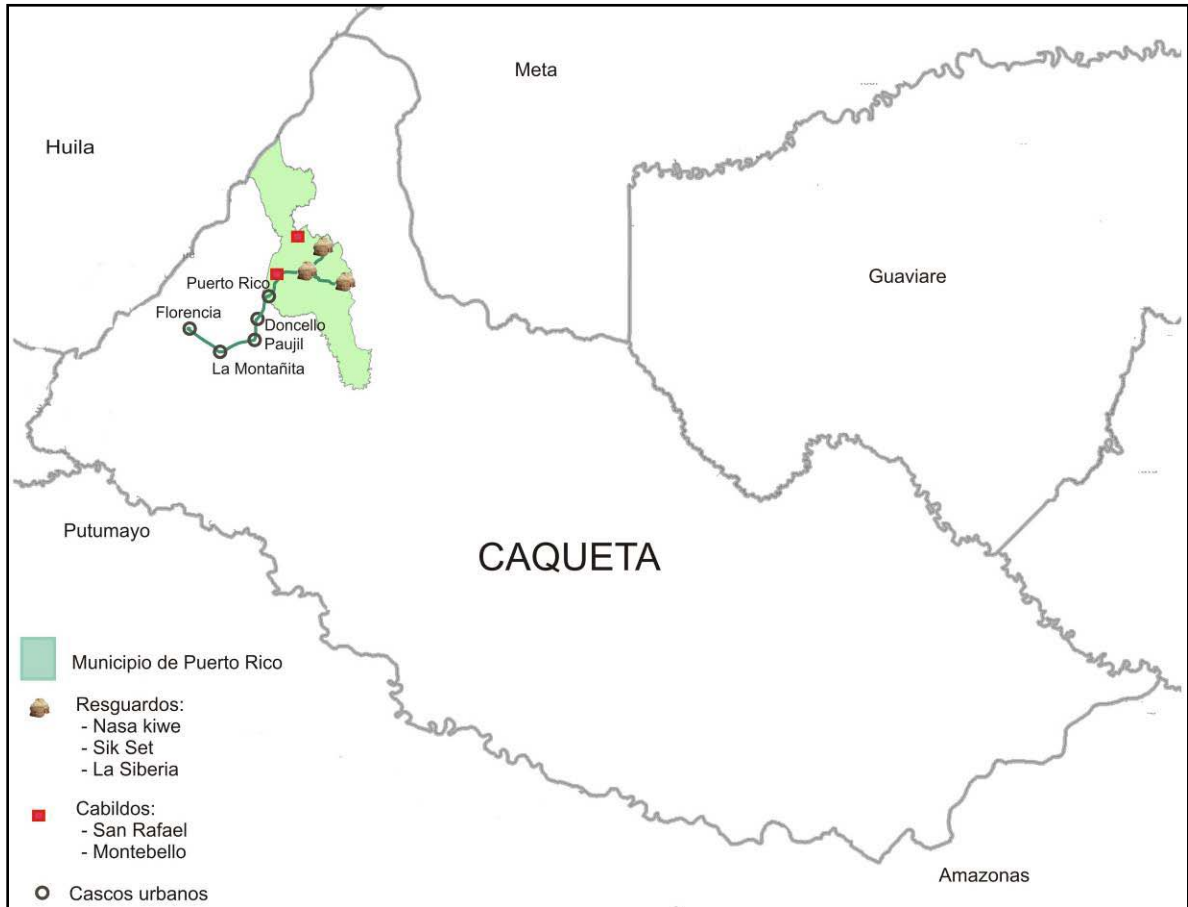 Meta
Huila
Guaviare
Puerto Rico
Florencia
Doncello
Paujil
La Montañita
CAQUETA
Putumayo
Amazonas
Municipio de Puerto Rico
Resguardos:
- Nasa kiwe
- Sik Set
- La Siberia
Cabildos:
- San Rafael
- Montebello
Cascos urbanos